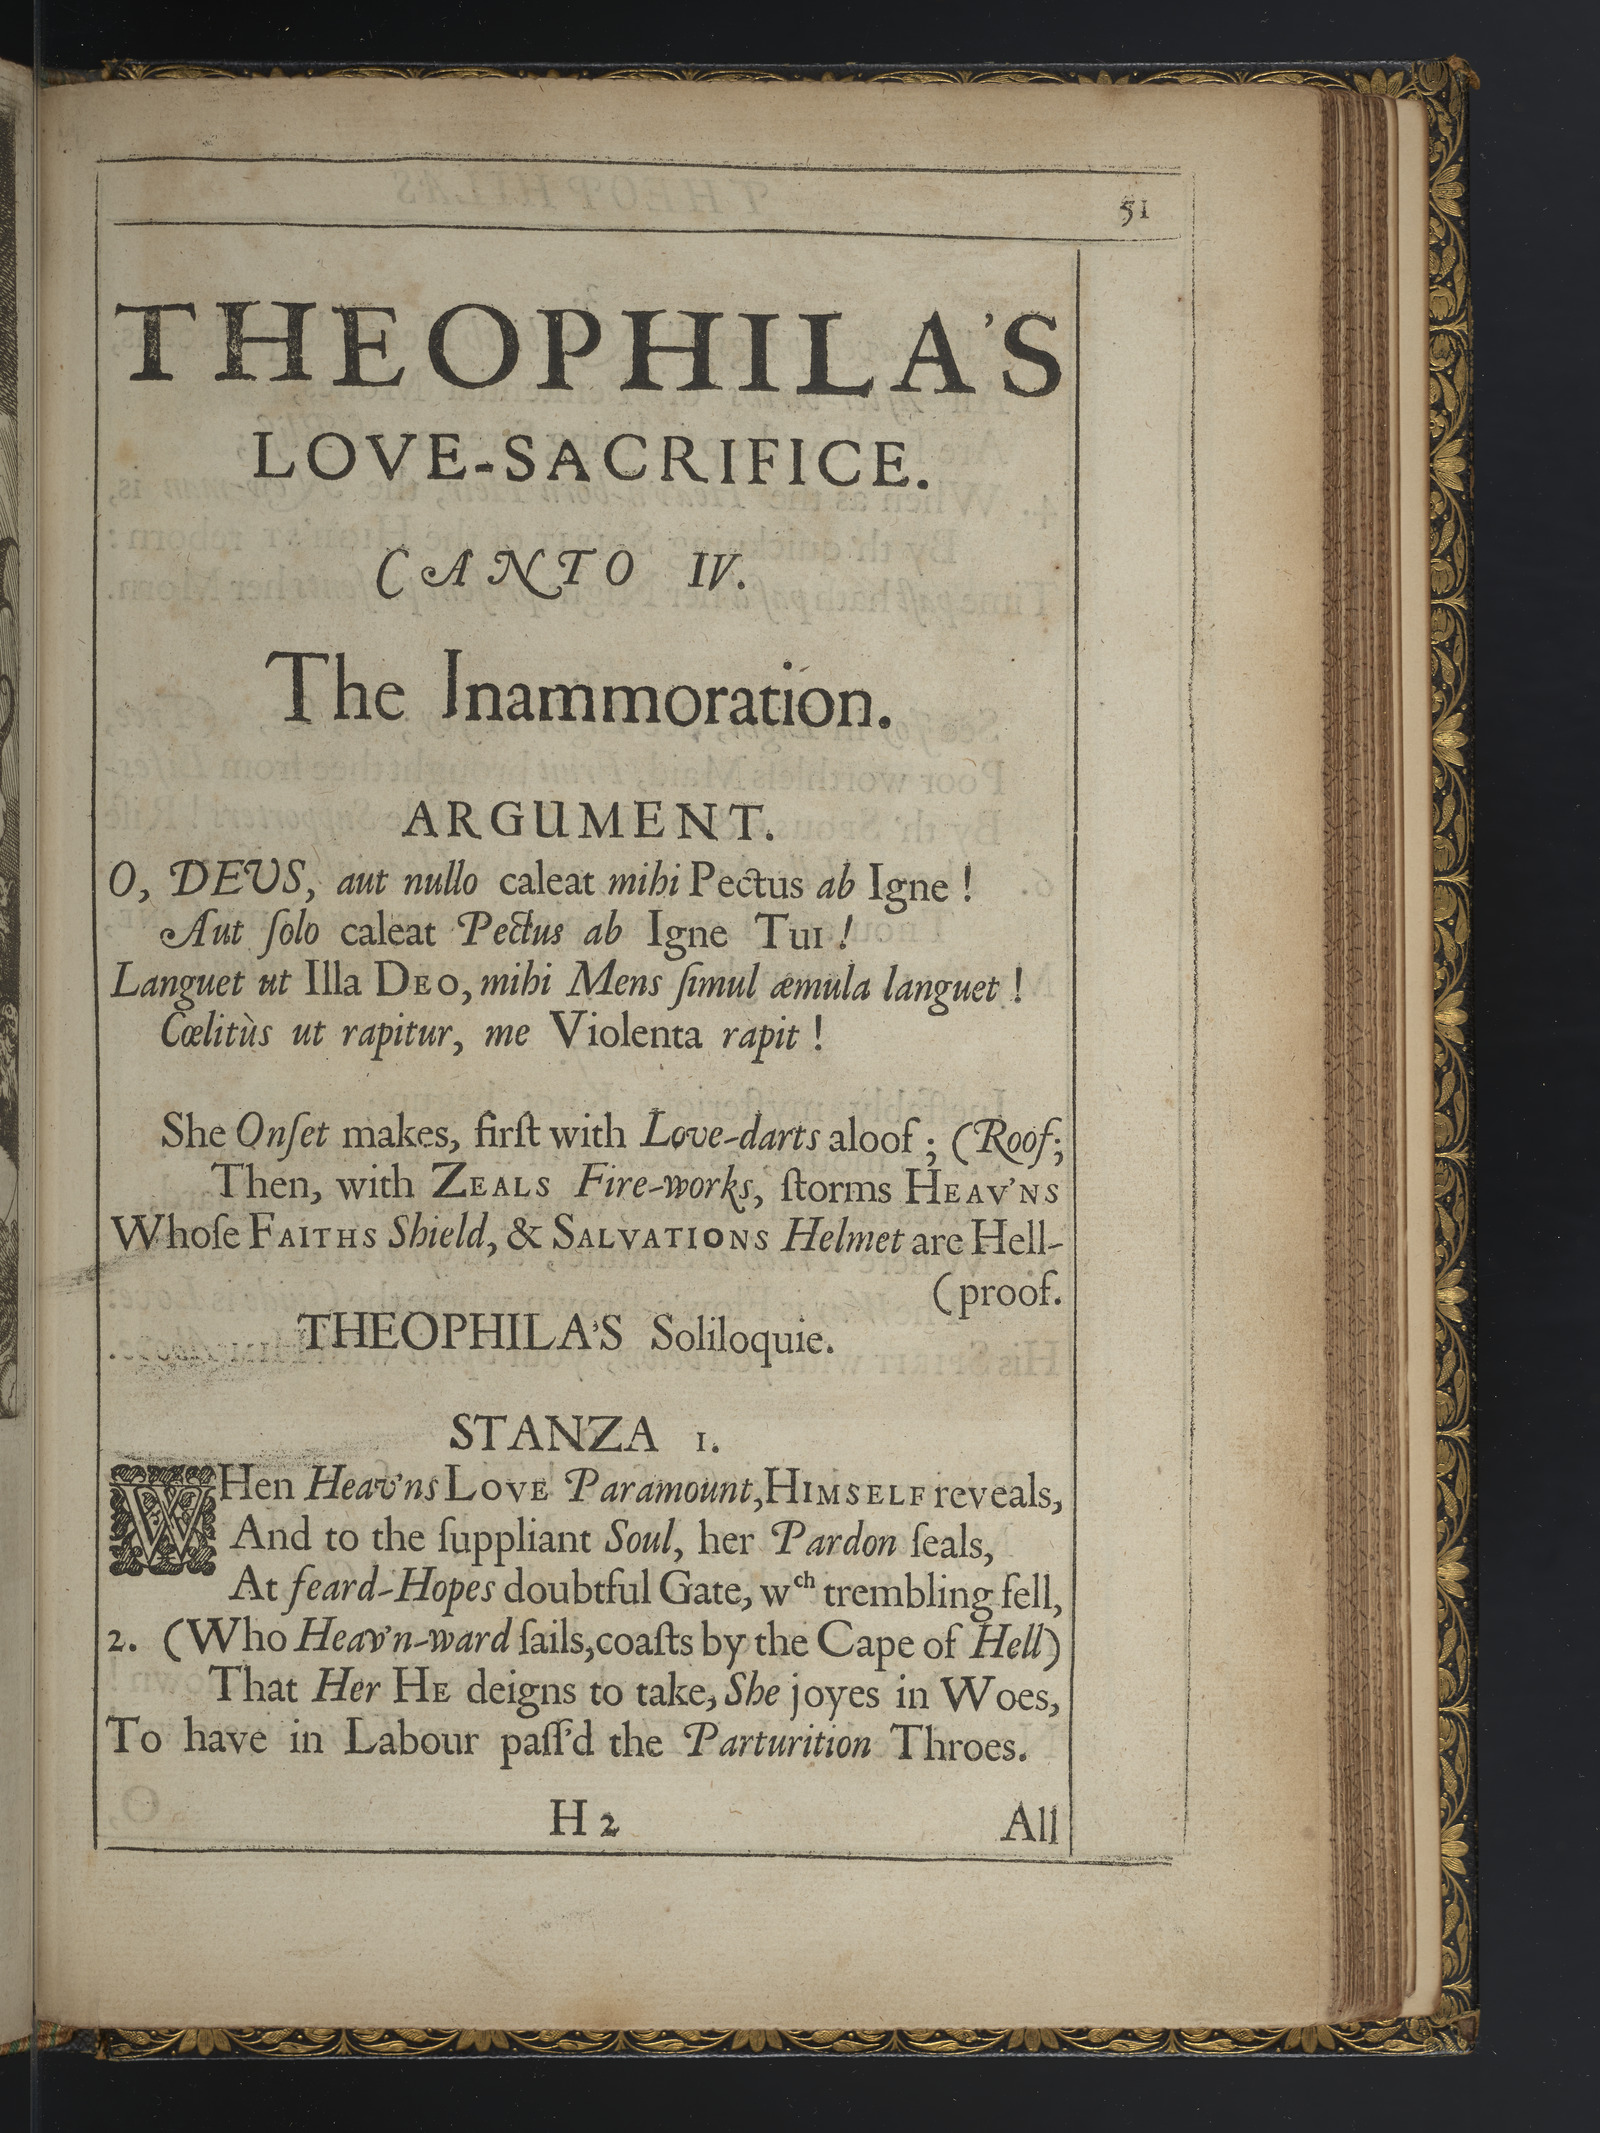 51
THEOPHILA'S
LOVE-SACRIFICE.
CANTO IV.
The Inammoration.
ARGUMENT.
O, DEUS, aut nullo caleat mihi Pectus ab Igne !
Aut ſolo caleat Pectus ab Igne TUI !
Languet ut Illa DEO, mihi Mens ſimul æmula languet !
Cœlitùs ut rapitur, me Violenta rapit !
She Onſet makes, firſt with Love-darts aloof ; (Roof;
Then, with ZEALS Fire-works, ſtorms HEAV'NS
Whoſe FAITHS Shield, & SALVATIONS Helmet are Hell-
(proof.
THEOPHILA'S Soliloquie.
STANZA 1.
WHen Heav'ns LOVE Paramount, HIMSELF reveals,
And to the ſuppliant Soul, her Pardon ſeals,
At feard-Hopes doubtful Gate, wch trembling fell,
2. (Who Heav'n-ward ſails, coaſts by the Cape of Hell)
That Her HE deigns to take, She joyes in Woes,
To have in Labour paſſ'd the Parturition Throes.
H 2 All